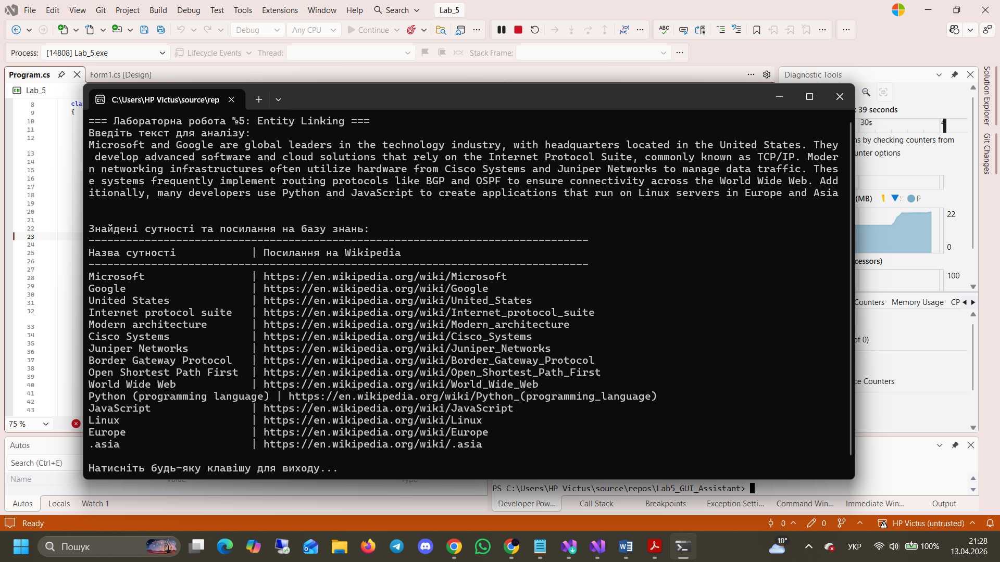 File Edit View Git Project Build Debug Test Tools Extensions Window Help Search Lab_5
Debug Any CPU Continue
Process: [14808] Lab_5.exe Lifecycle Events Thread: Stack Frame:
Program.cs Form1.cs [Design] Diagnostic Tools
Lab_5
C:\Users\HP Victus\source\rep
=== Лабораторна робота №5: Entity Linking ===
Введіть текст для аналізу:
Microsoft and Google are global leaders in the technology industry, with headquarters located in the United States. They
develop advanced software and cloud solutions that rely on the Internet Protocol Suite, commonly known as TCP/IP. Moder
n networking infrastructures often utilize hardware from Cisco Systems and Juniper Networks to manage data traffic. Thes
e systems frequently implement routing protocols like BGP and OSPF to ensure connectivity across the World Wide Web. Add
itionally, many developers use Python and JavaScript to create applications that run on Linux servers in Europe and Asia
Знайдені сутності та посилання на базу знань:
--------------------------------------------------------------------------------
Назва сутності | Посилання на Wikipedia
--------------------------------------------------------------------------------
Microsoft | https://en.wikipedia.org/wiki/Microsoft
Google | https://en.wikipedia.org/wiki/Google
United States | https://en.wikipedia.org/wiki/United_States
Internet protocol suite | https://en.wikipedia.org/wiki/Internet_protocol_suite
Modern architecture | https://en.wikipedia.org/wiki/Modern_architecture
Cisco Systems | https://en.wikipedia.org/wiki/Cisco_Systems
Juniper Networks | https://en.wikipedia.org/wiki/Juniper_Networks
Border Gateway Protocol | https://en.wikipedia.org/wiki/Border_Gateway_Protocol
Open Shortest Path First | https://en.wikipedia.org/wiki/Open_Shortest_Path_First
World Wide Web | https://en.wikipedia.org/wiki/World_Wide_Web
Python (programming language) | https://en.wikipedia.org/wiki/Python_(programming_language)
JavaScript | https://en.wikipedia.org/wiki/JavaScript
Linux | https://en.wikipedia.org/wiki/Linux
Europe | https://en.wikipedia.org/wiki/Europe
.asia | https://en.wikipedia.org/wiki/.asia
Натисніть будь-яку клавішу для виходу...
8 cla
9 {
10
11
12
13
14
15
16
17
18
19
20
21
22
23
24
25
26
27
28
29
30
31
32
33
34
35
36
37
38
39
40
41
42
43
75 %
: 39 seconds
30s
ns by checking counters from
unter options
(MB) P
22
0
cessors)
100
Counters Memory Usage CP
of 0)
ce Counters
Solution Explorer
Git Changes
Autos
Search (Ctrl+E)
Name Value Type
Autos Locals Watch 1
PS C:\Users\HP Victus\source\repos\Lab5_GUI_Assistant>
Developer Pow... Call Stack Breakpoints Exception Setti... Command Win... Immediate Win... Output
Ready 0 0 HP Victus (untrusted)
Пошук 10° УКР 100% 21:28
13.04.2026